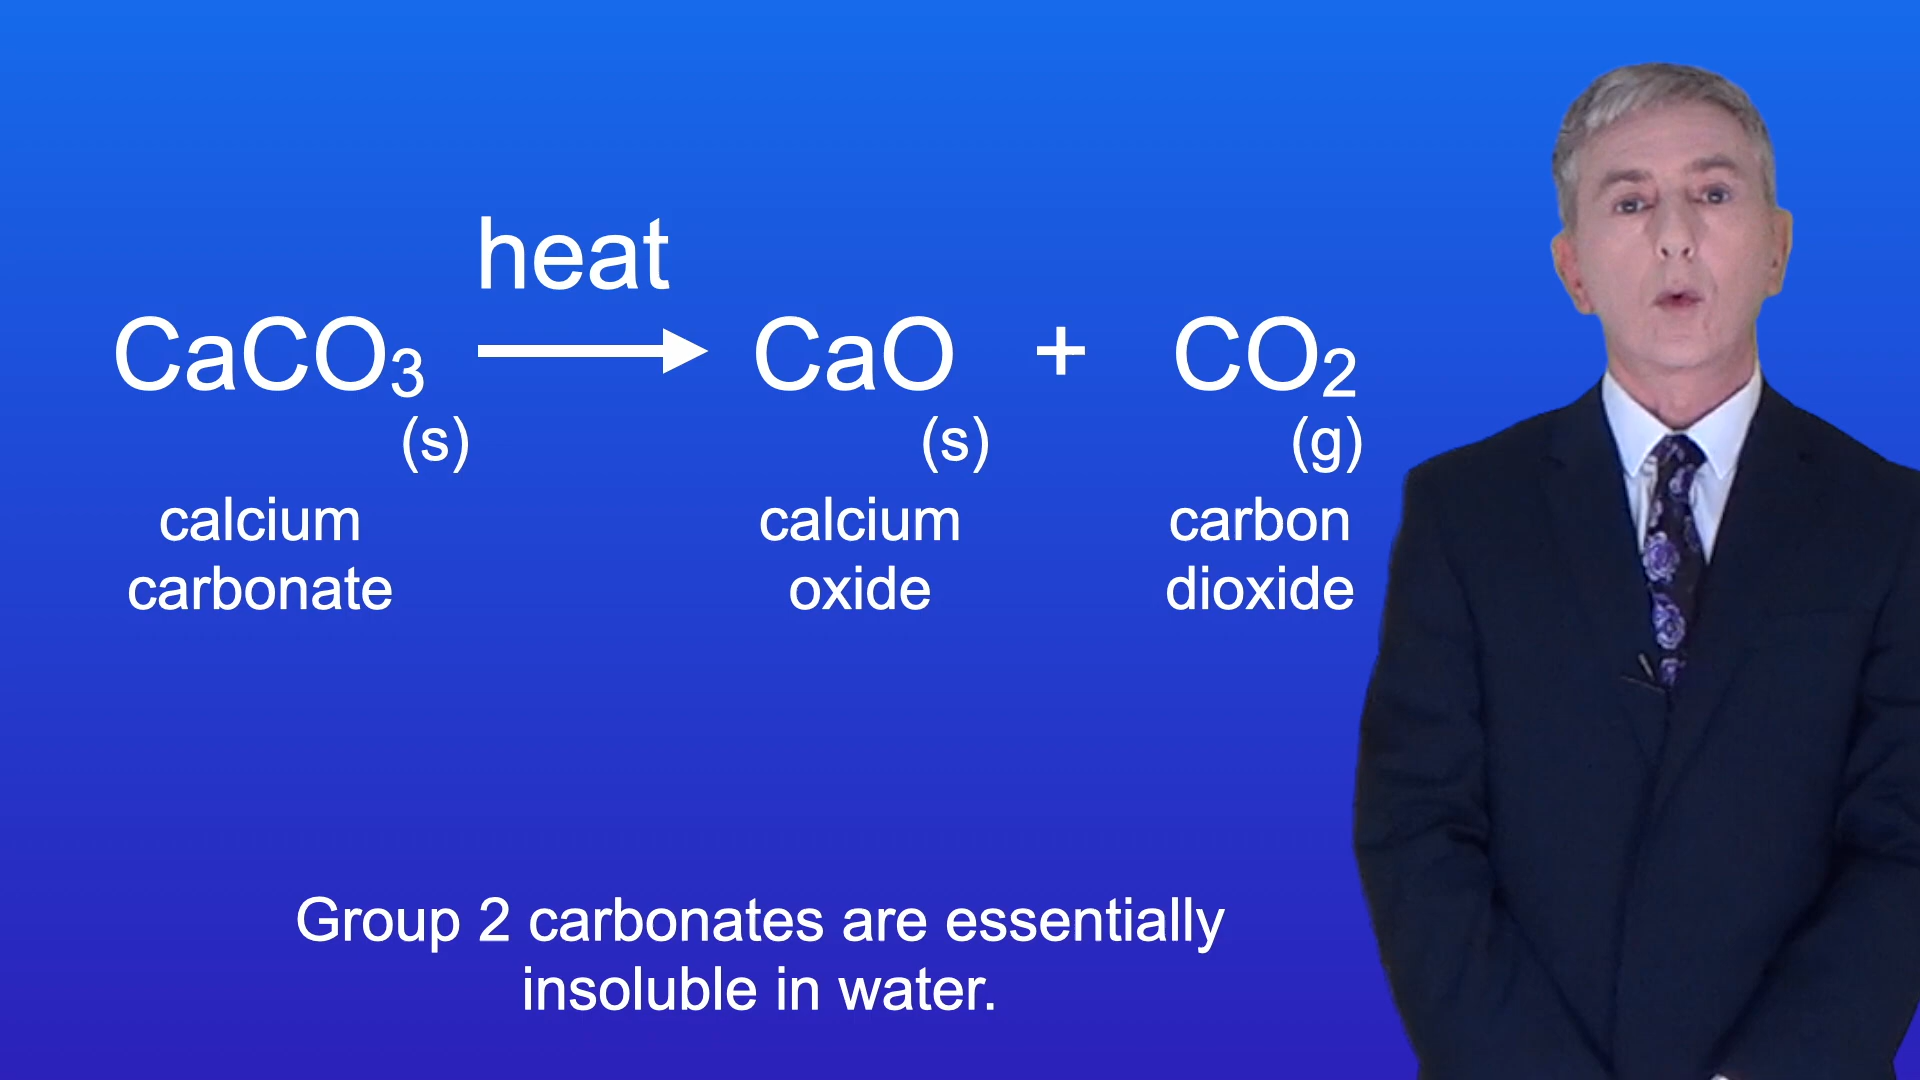 heat
CaCO₃ → CaO + CO₂
(s) (s) (g)
calcium calcium carbon
carbonate oxide dioxide
Group 2 carbonates are essentially
insoluble in water.